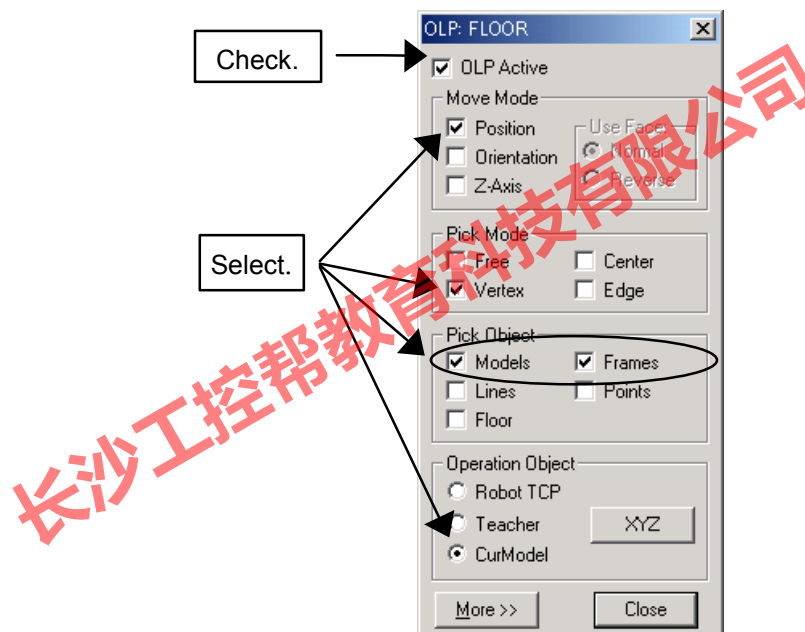 OLP: FLOOR
Check.
OLP Active
Move Mode
Position
Use Face:
Orientation
Normal
Z-Axis
Reverse
Select.
Pick Mode
Free
Center
Vertex
Edge
Pick Object
Models
Frames
Lines
Points
Floor
Operation Object
Robot TCP
Teacher
XYZ
CurModel
More >>
Close
长沙工控帮教育科技有限公司